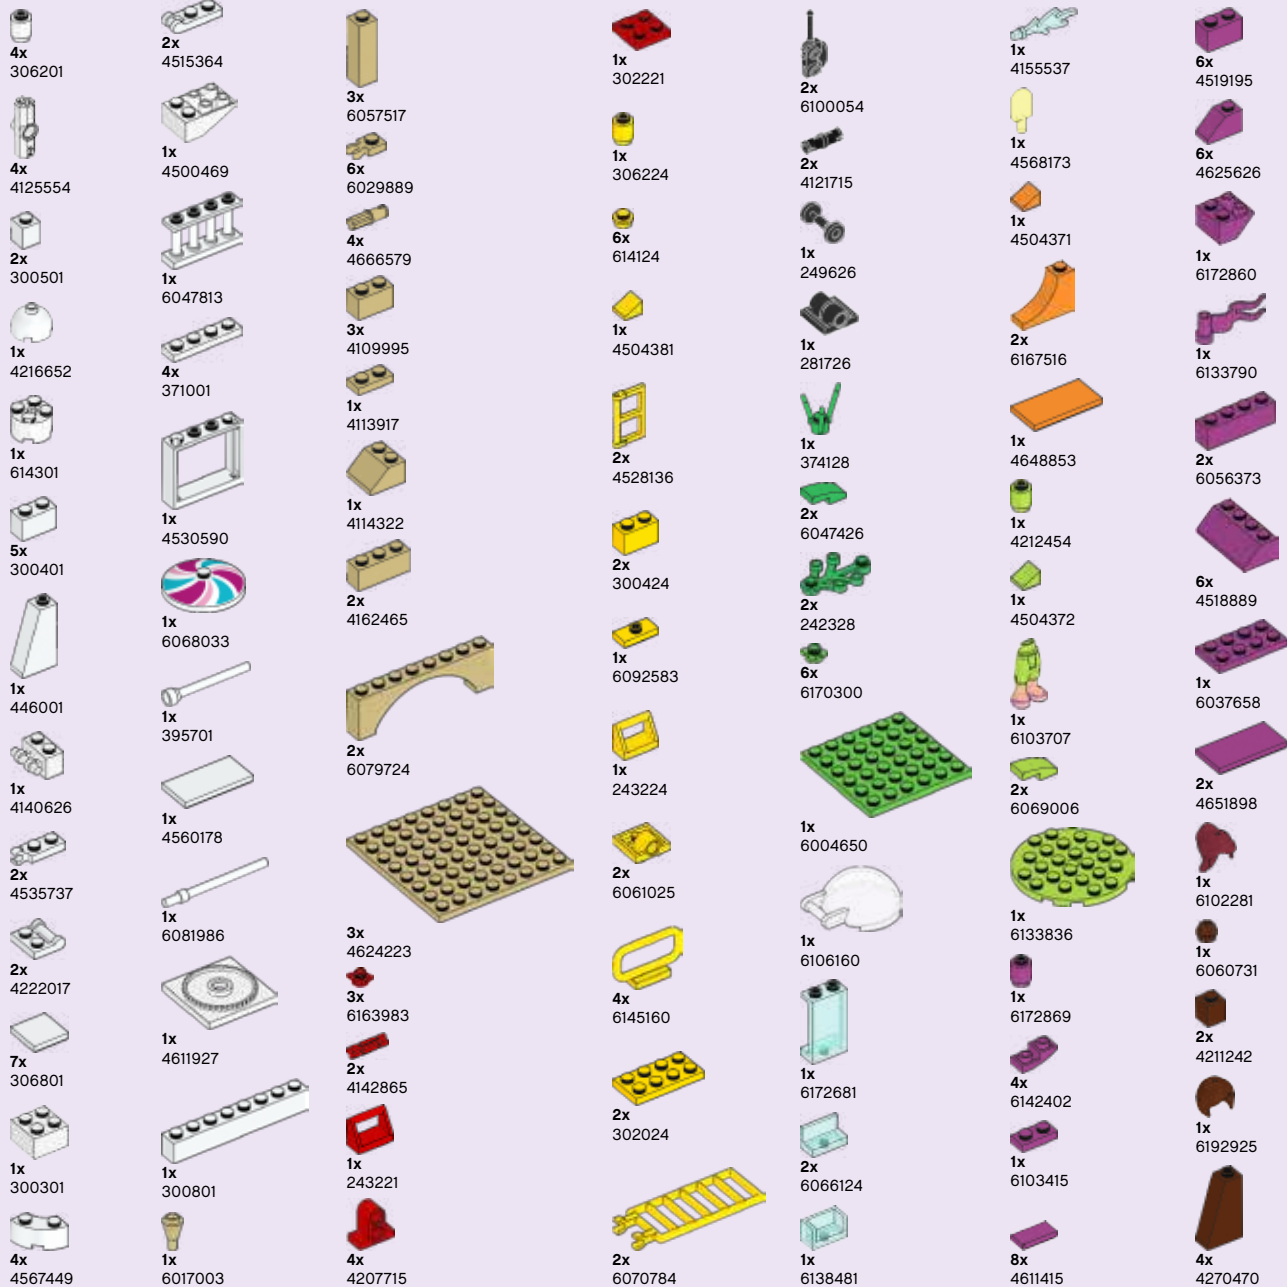 4x
306201
4x
4125554
2x
300501
1x
4216652
1x
614301
5x
300401
1x
446001
1x
4140626
2x
4535737
2x
4222017
7x
306801
1x
300301
4x
4567449
2x
4515364
1x
4500469
1x
6047813
4x
371001
1x
4530590
1x
6068033
1x
395701
1x
4560178
1x
6081986
1x
4611927
1x
300801
1x
6017003
3x
6057517
6x
6029889
4x
4666579
3x
4109995
1x
4113917
1x
4114322
2x
4162465
2x
6079724
3x
4624223
3x
6163983
2x
4142865
1x
243221
4x
4207715
1x
302221
1x
306224
6x
614124
1x
4504381
2x
4528136
2x
300424
1x
6092583
1x
243224
2x
6061025
4x
6145160
2x
302024
2x
6070784
2x
6100054
2x
4121715
1x
249626
1x
281726
1x
374128
2x
6047426
2x
242328
6x
6170300
1x
6004650
1x
6106160
1x
6172681
2x
6066124
1x
6138481
1x
4155537
1x
4568173
1x
4504371
2x
6167516
1x
4648853
1x
4212454
1x
4504372
1x
6103707
2x
6069006
1x
6133836
1x
6172869
4x
6142402
1x
6103415
8x
4611415
6x
4519195
6x
4625626
1x
6172860
1x
6133790
2x
6056373
6x
4518889
1x
6037658
2x
4651898
1x
6102281
1x
6060731
2x
4211242
1x
6192925
4x
4270470